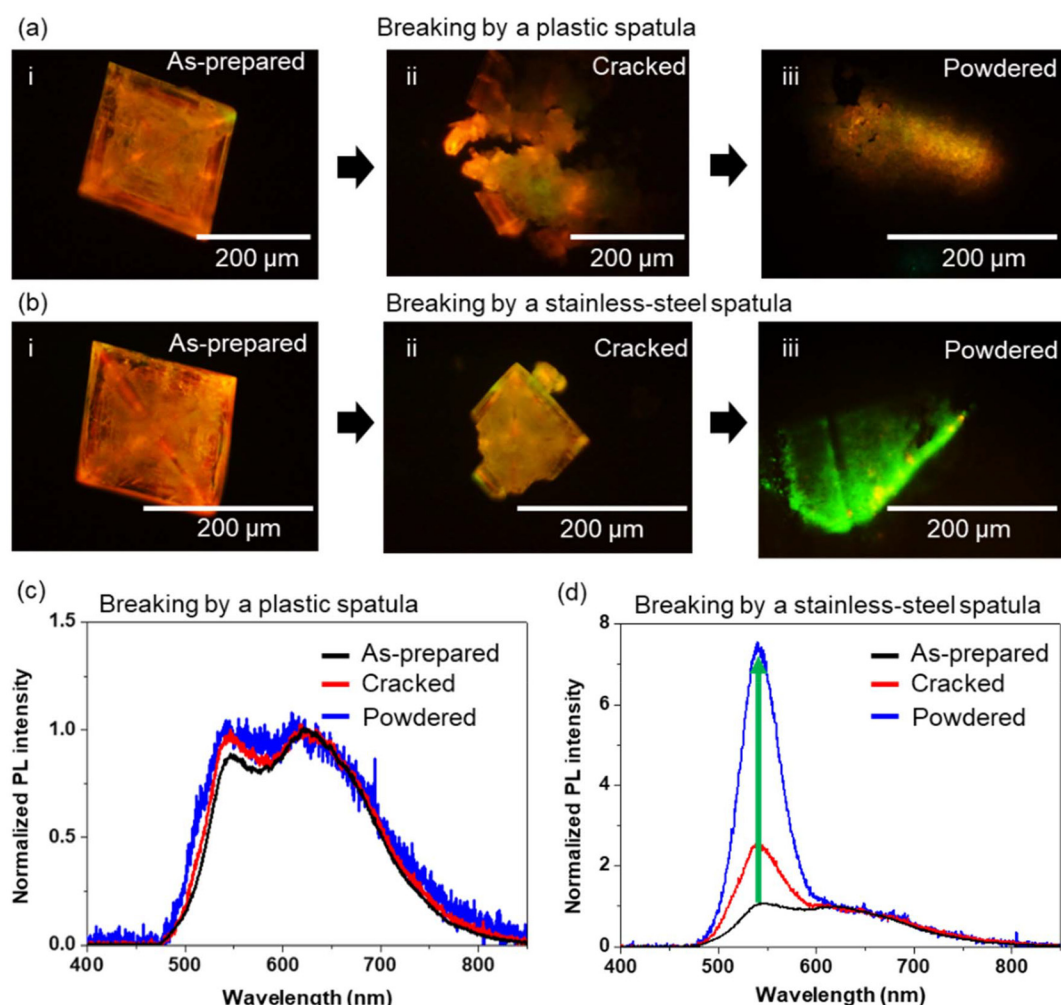 (a) Breaking by a plastic spatula
i As-prepared
200 µm
ii Cracked
200 µm
iii Powdered
200 µm
(b) Breaking by a stainless-steel spatula
i As-prepared
200 µm
ii Cracked
200 µm
iii Powdered
200 µm
(c) Breaking by a plastic spatula
Normalized PL intensity
1.5
1.0
0.5
0.0
As-prepared
Cracked
Powdered
400 500 600 700 800
Wavelength (nm)
(d) Breaking by a stainless-steel spatula
Normalized PL intensity
8
6
4
2
0
As-prepared
Cracked
Powdered
400 500 600 700 800
Wavelength (nm)